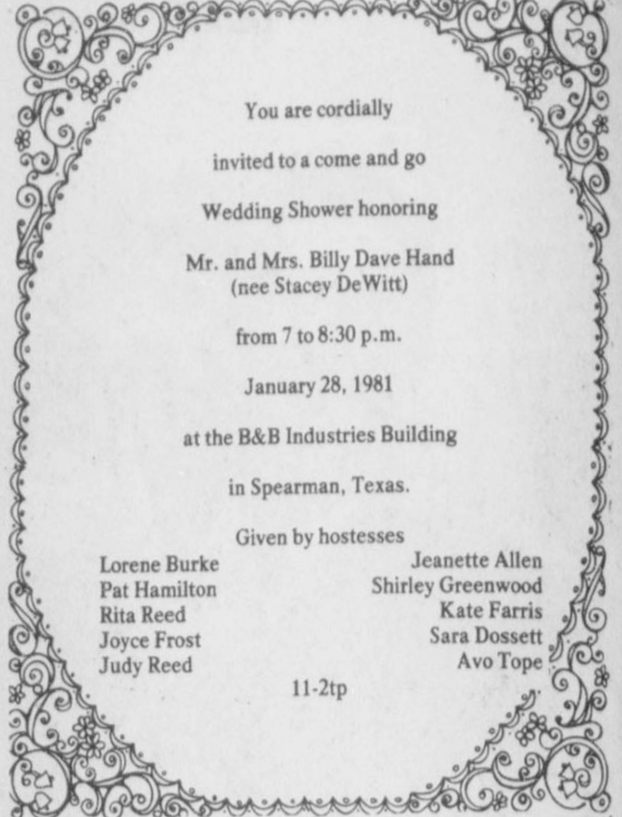 You are cordially
invited to a come and go
Wedding Shower honoring
Mr. and Mrs. Billy Dave Hand
(nee Stacey DeWitt)
from 7 to 8:30 p.m.
January 28, 1981
at the B&B Industries Building
in Spearman, Texas.
Given by hostesses
Lorene Burke Jeanette Allen
Pat Hamilton Shirley Greenwood
Rita Reed Kate Farris
Joyce Frost Sara Dossett
Judy Reed Avo Tope
11-2tp